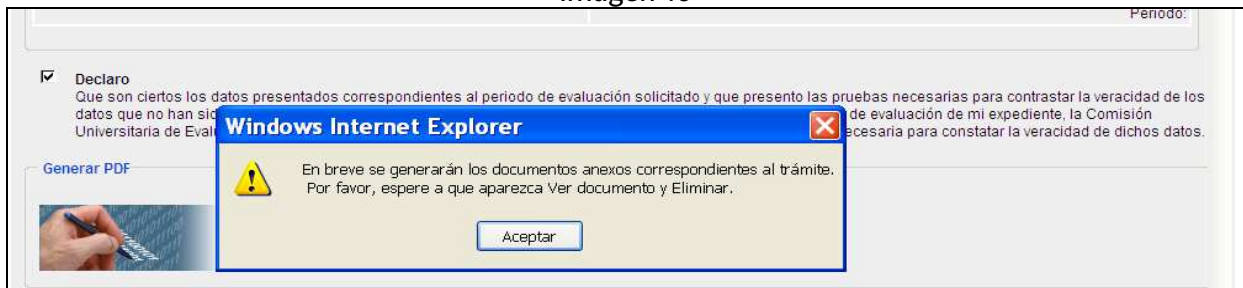 Periodo:
Declaro
Que son ciertos los datos presentados correspondientes al periodo de evaluación solicitado y que presento las pruebas necesarias para contrastar la veracidad de los
datos que no han sid de evaluación de mi expediente, la Comisión
Universitaria de Eval ecesaria para constatar la veracidad de dichos datos.
Windows Internet Explorer
En breve se generarán los documentos anexos correspondientes al trámite.
Por favor, espere a que aparezca Ver documento y Eliminar.
Aceptar
Generar PDF